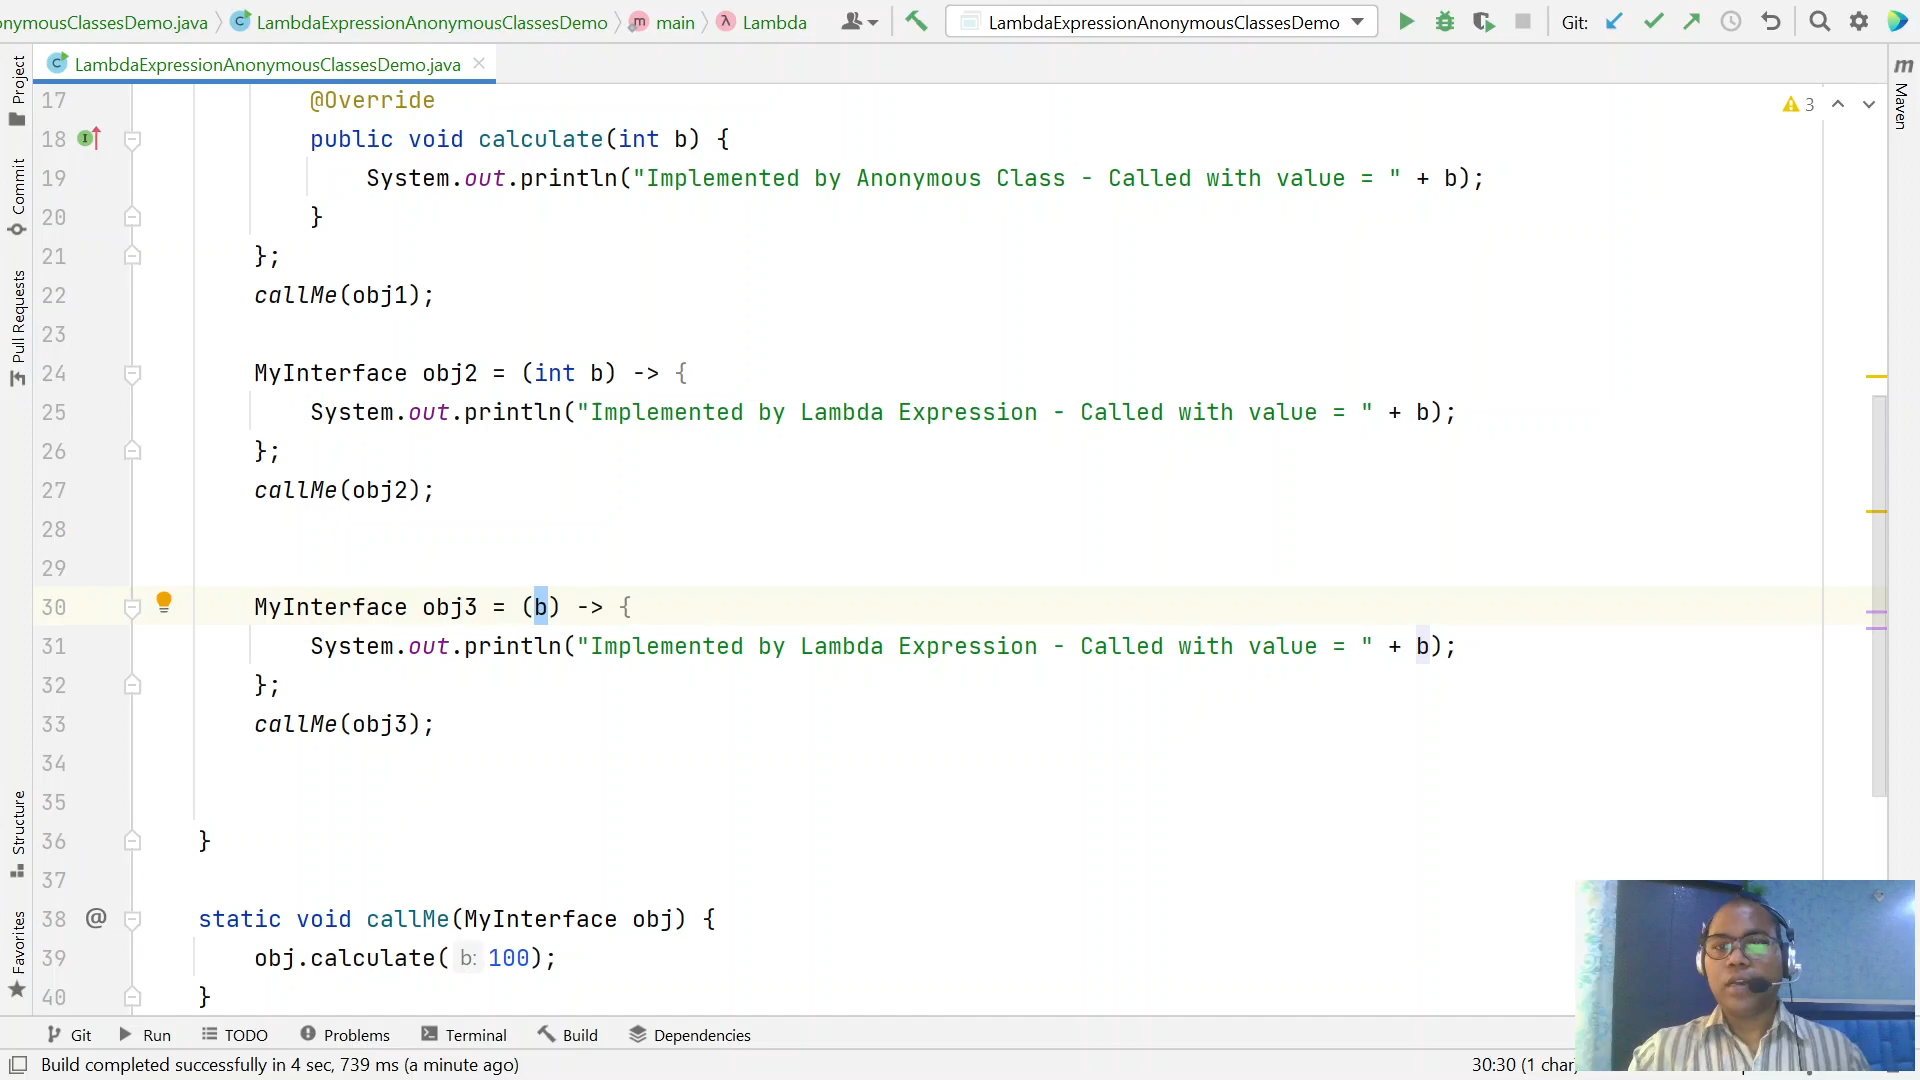 onymousClassesDemo.java LambdaExpressionAnonymousClassesDemo main Lambda LambdaExpressionAnonymousClassesDemo Git:
LambdaExpressionAnonymousClassesDemo.java
Project
Commit
Pull Requests
Structure
Favorites
Maven
3
17 @Override
18 public void calculate(int b) {
19 System.out.println("Implemented by Anonymous Class - Called with value = " + b);
20 }
21 };
22 callMe(obj1);
23
24 MyInterface obj2 = (int b) -> {
25 System.out.println("Implemented by Lambda Expression - Called with value = " + b);
26 };
27 callMe(obj2);
28
29
30 MyInterface obj3 = (b) -> {
31 System.out.println("Implemented by Lambda Expression - Called with value = " + b);
32 };
33 callMe(obj3);
34
35
36 }
37
38 @ static void callMe(MyInterface obj) {
39 obj.calculate( b: 100);
40 }
Git Run TODO Problems Terminal Build Dependencies
Build completed successfully in 4 sec, 739 ms (a minute ago) 30:30 (1 char